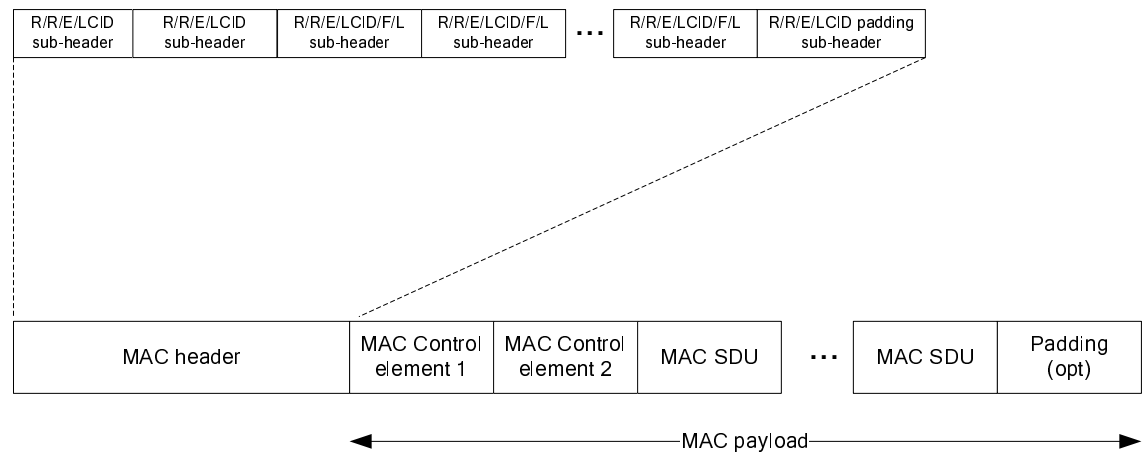 R/R/E/LCID
sub-header
R/R/E/LCID
sub-header
R/R/E/LCID/F/L
sub-header
R/R/E/LCID/F/L
sub-header
...
R/R/E/LCID/F/L
sub-header
R/R/E/LCID padding
sub-header
MAC header
MAC Control
element 1
MAC Control
element 2
MAC SDU
...
MAC SDU
Padding
(opt)
MAC payload